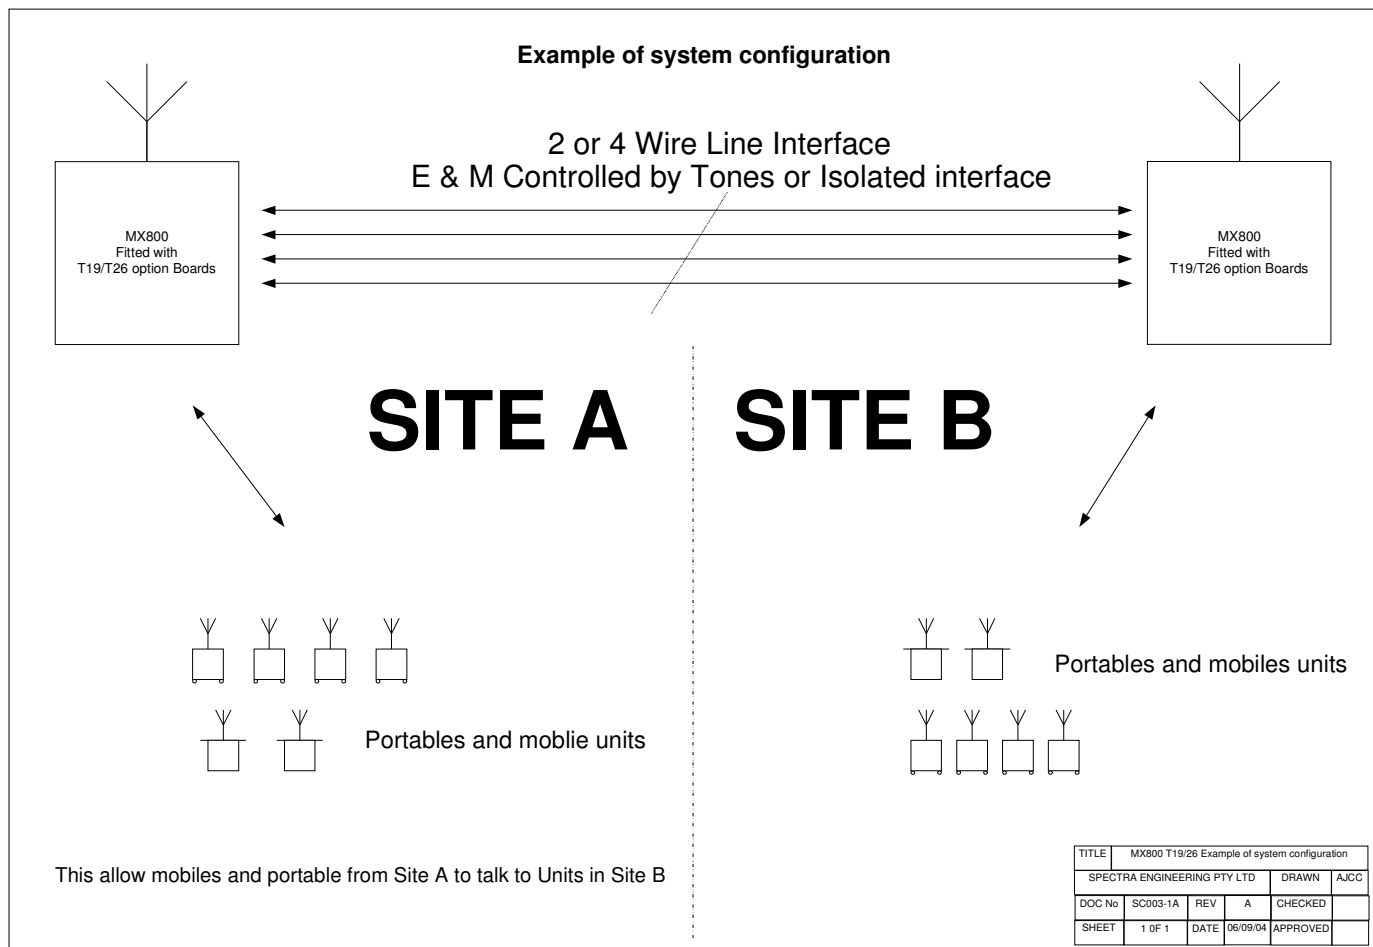 Example of system configuration
2 or 4 Wire Line Interface
E & M Controlled by Tones or Isolated interface
MX800
Fitted with
T19/T26 option Boards
MX800
Fitted with
T19/T26 option Boards
SITE A
SITE B
Portables and mobiles units
Portables and moblie units
This allow mobiles and portable from Site A to talk to Units in Site B
TITLE MX800 T19/26 Example of system configuration
SPECTRA ENGINEERING PTY LTD DRAWN AJCC
DOC No SC003-1A REV A CHECKED
SHEET 1 0F 1 DATE 06/09/04 APPROVED